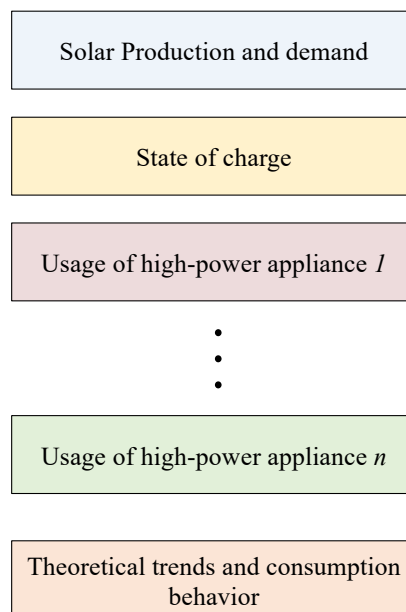 Solar Production and demand
State of charge
Usage of high-power appliance 1
Usage of high-power appliance n
Theoretical trends and consumption
behavior